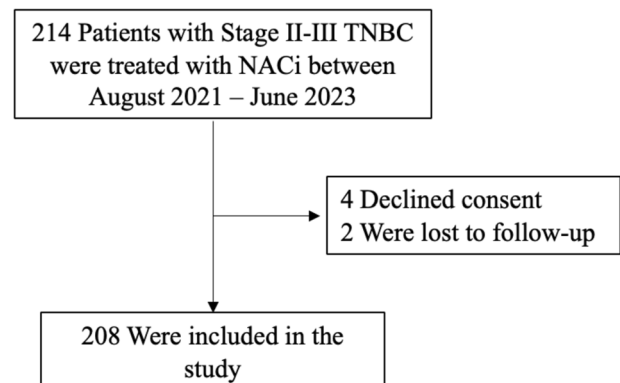 214 Patients with Stage II-III TNBC
were treated with NACi between
August 2021 – June 2023
4 Declined consent
2 Were lost to follow-up
208 Were included in the
study